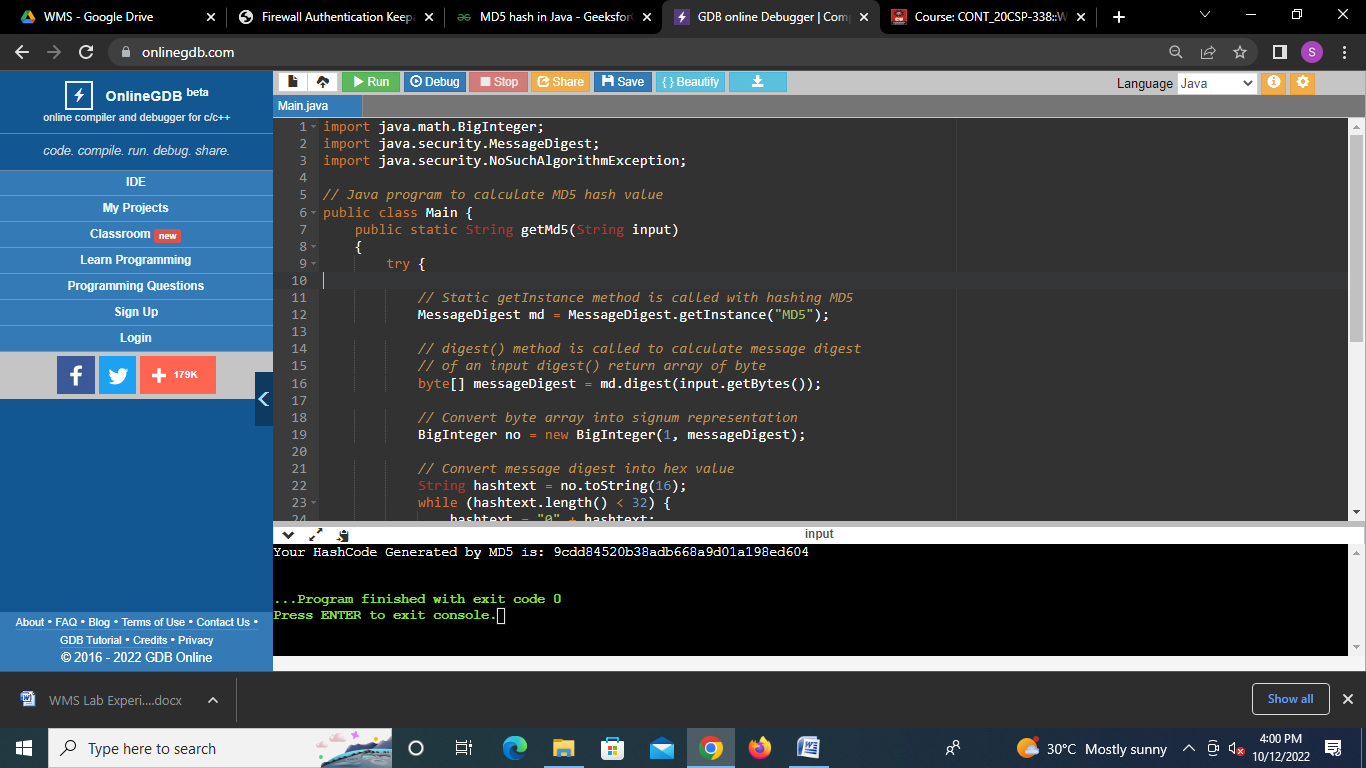 WMS - Google Drive
Firewall Authentication Keep
MD5 hash in Java - Geeksfor
GDB online Debugger | Com
Course: CONT_20CSP-338::W
onlinegdb.com
S
OnlineGDB beta
online compiler and debugger for c/c++
code. compile. run. debug. share.
IDE
My Projects
Classroom new
Learn Programming
Programming Questions
Sign Up
Login
f
+ 179K
About • FAQ • Blog • Terms of Use • Contact Us •
GDB Tutorial • Credits • Privacy
© 2016 - 2022 GDB Online
Run
Debug
Stop
Share
Save
{ } Beautify
Language Java
Main.java
1 import java.math.BigInteger;
2 import java.security.MessageDigest;
3 import java.security.NoSuchAlgorithmException;
4
5 // Java program to calculate MD5 hash value
6 public class Main {
7 public static String getMd5(String input)
8 {
9 try {
10
11 // Static getInstance method is called with hashing MD5
12 MessageDigest md = MessageDigest.getInstance("MD5");
13
14 // digest() method is called to calculate message digest
15 // of an input digest() return array of byte
16 byte[] messageDigest = md.digest(input.getBytes());
17
18 // Convert byte array into signum representation
19 BigInteger no = new BigInteger(1, messageDigest);
20
21 // Convert message digest into hex value
22 String hashtext = no.toString(16);
23 while (hashtext.length() < 32) {
24 hashtext = "0" + hashtext;
input
Your HashCode Generated by MD5 is: 9cdd84520b38adb668a9d01a198ed604
...Program finished with exit code 0
Press ENTER to exit console.
WMS Lab Experi....docx
Show all
Type here to search
30°C Mostly sunny
4:00 PM
10/12/2022